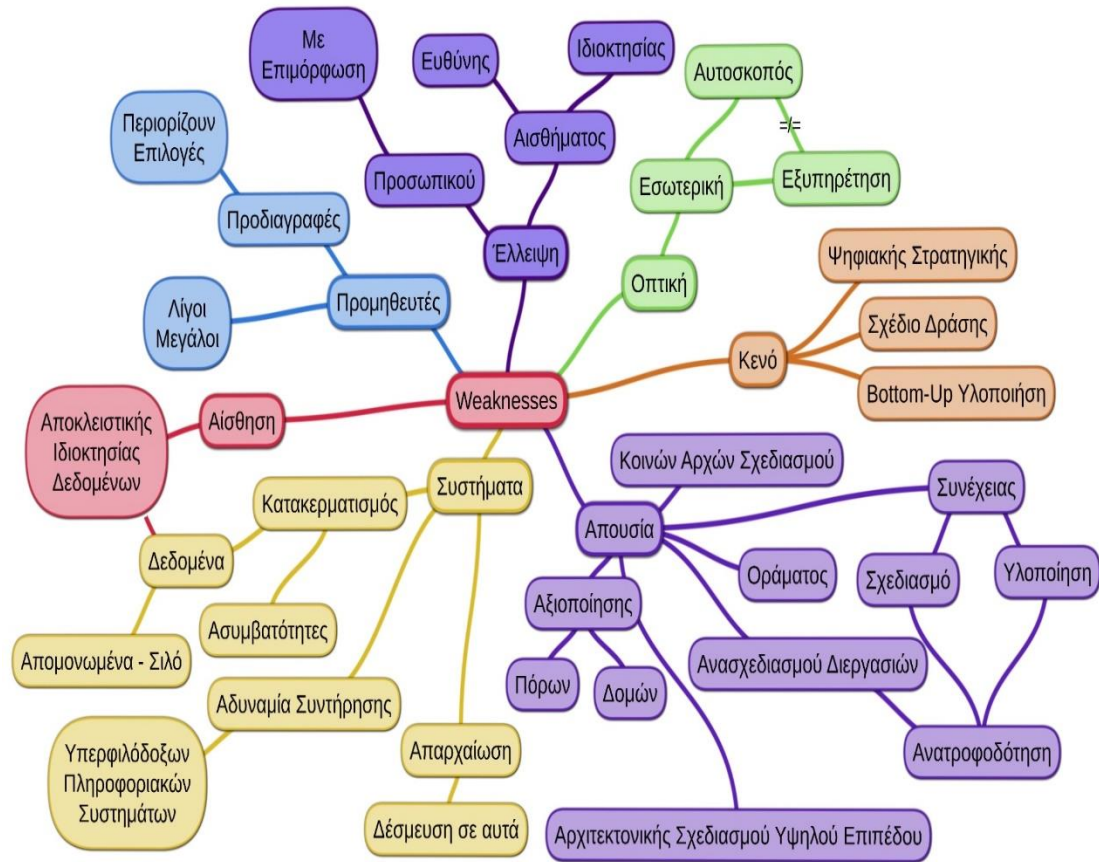 Με
Επιμόρφωση
Ευθύνης
Ιδιοκτησίας
Αισθήματος
Προσωπικού
Έλλειψη
Αυτοσκοπός
=/=
Εσωτερική
Εξυπηρέτηση
Οπτική
Περιορίζουν
Επιλογές
Προδιαγραφές
Λίγοι
Μεγάλοι
Προμηθευτές
Weaknesses
Ψηφιακής Στρατηγικής
Κενό
Σχέδιο Δράσης
Bottom-Up Υλοποιήση
Αποκλειστικής
Ιδιοκτησίας
Δεδομένων
Αίσθηση
Συστήματα
Κατακερματισμός
Δεδομένα
Ασυμβατότητες
Απομονωμένα - Σιλό
Αδυναμία Συντήρησης
Υπερφιλόδοξων
Πληροφοριακών
Συστημάτων
Απαρχαίωση
Δέσμευση σε αυτά
Κοινών Αρχών Σχεδιασμού
Απουσία
Συνέχειας
Οράματος
Σχεδιασμό
Υλοποίηση
Αξιοποίησης
Πόρων
Δομών
Ανασχεδιασμού Διεργασιών
Ανατροφοδότηση
Αρχιτεκτονικής Σχεδιασμού Υψηλού Επιπέδου